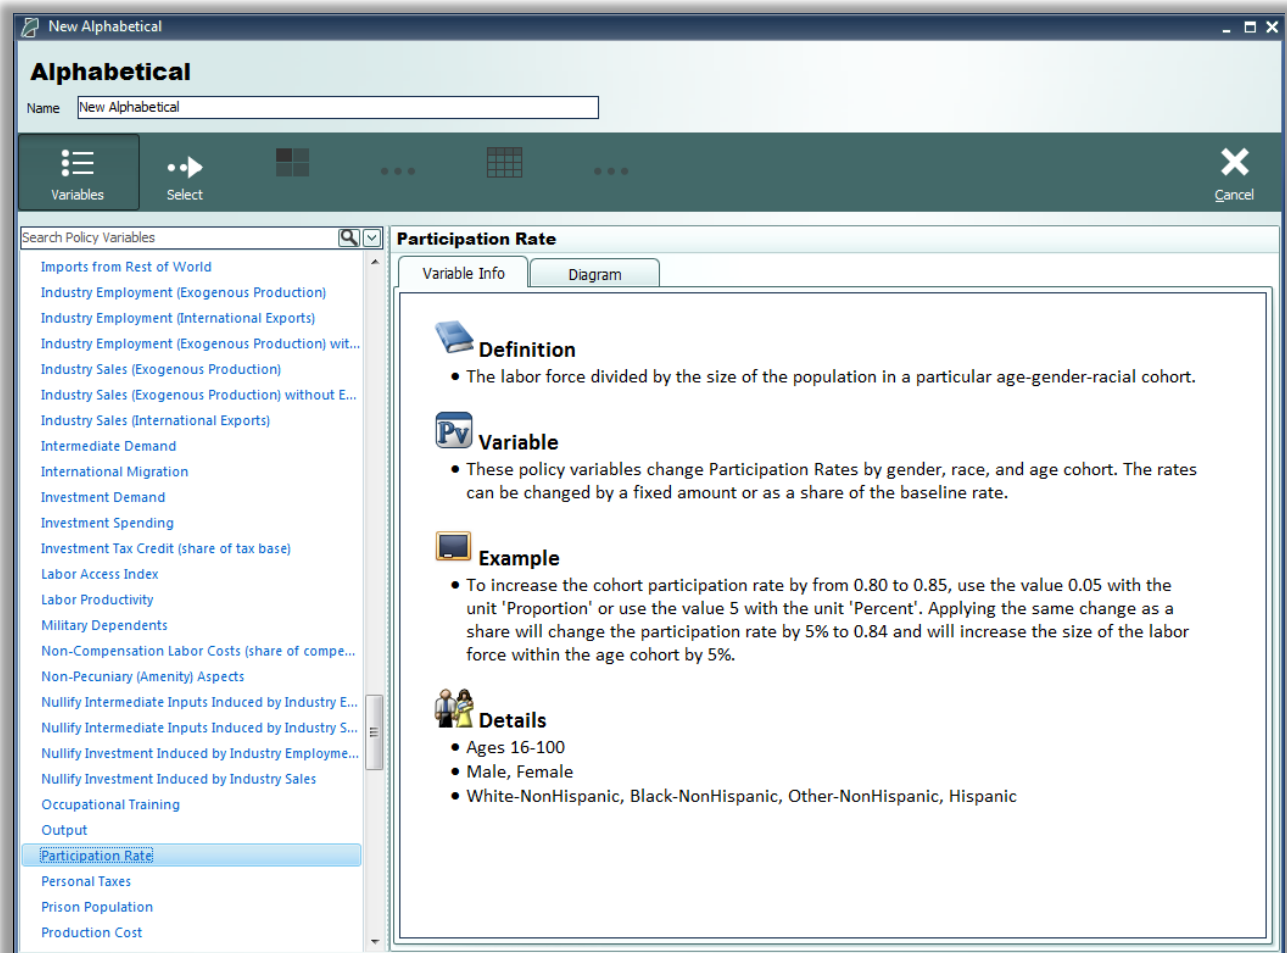 New Alphabetical
Alphabetical
Name New Alphabetical
Variables
Select
Cancel
Search Policy Variables
Imports from Rest of World
Industry Employment (Exogenous Production)
Industry Employment (International Exports)
Industry Employment (Exogenous Production) wit...
Industry Sales (Exogenous Production)
Industry Sales (Exogenous Production) without E...
Industry Sales (International Exports)
Intermediate Demand
International Migration
Investment Demand
Investment Spending
Investment Tax Credit (share of tax base)
Labor Access Index
Labor Productivity
Military Dependents
Non-Compensation Labor Costs (share of compe...
Non-Pecuniary (Amenity) Aspects
Nullify Intermediate Inputs Induced by Industry E...
Nullify Intermediate Inputs Induced by Industry S...
Nullify Investment Induced by Industry Employme...
Nullify Investment Induced by Industry Sales
Occupational Training
Output
Participation Rate
Personal Taxes
Prison Population
Production Cost
Participation Rate
Variable Info
Diagram
Definition
• The labor force divided by the size of the population in a particular age-gender-racial cohort.
Pv Variable
• These policy variables change Participation Rates by gender, race, and age cohort. The rates
can be changed by a fixed amount or as a share of the baseline rate.
Example
• To increase the cohort participation rate by from 0.80 to 0.85, use the value 0.05 with the
unit 'Proportion' or use the value 5 with the unit 'Percent'. Applying the same change as a
share will change the participation rate by 5% to 0.84 and will increase the size of the labor
force within the age cohort by 5%.
Details
• Ages 16-100
• Male, Female
• White-NonHispanic, Black-NonHispanic, Other-NonHispanic, Hispanic